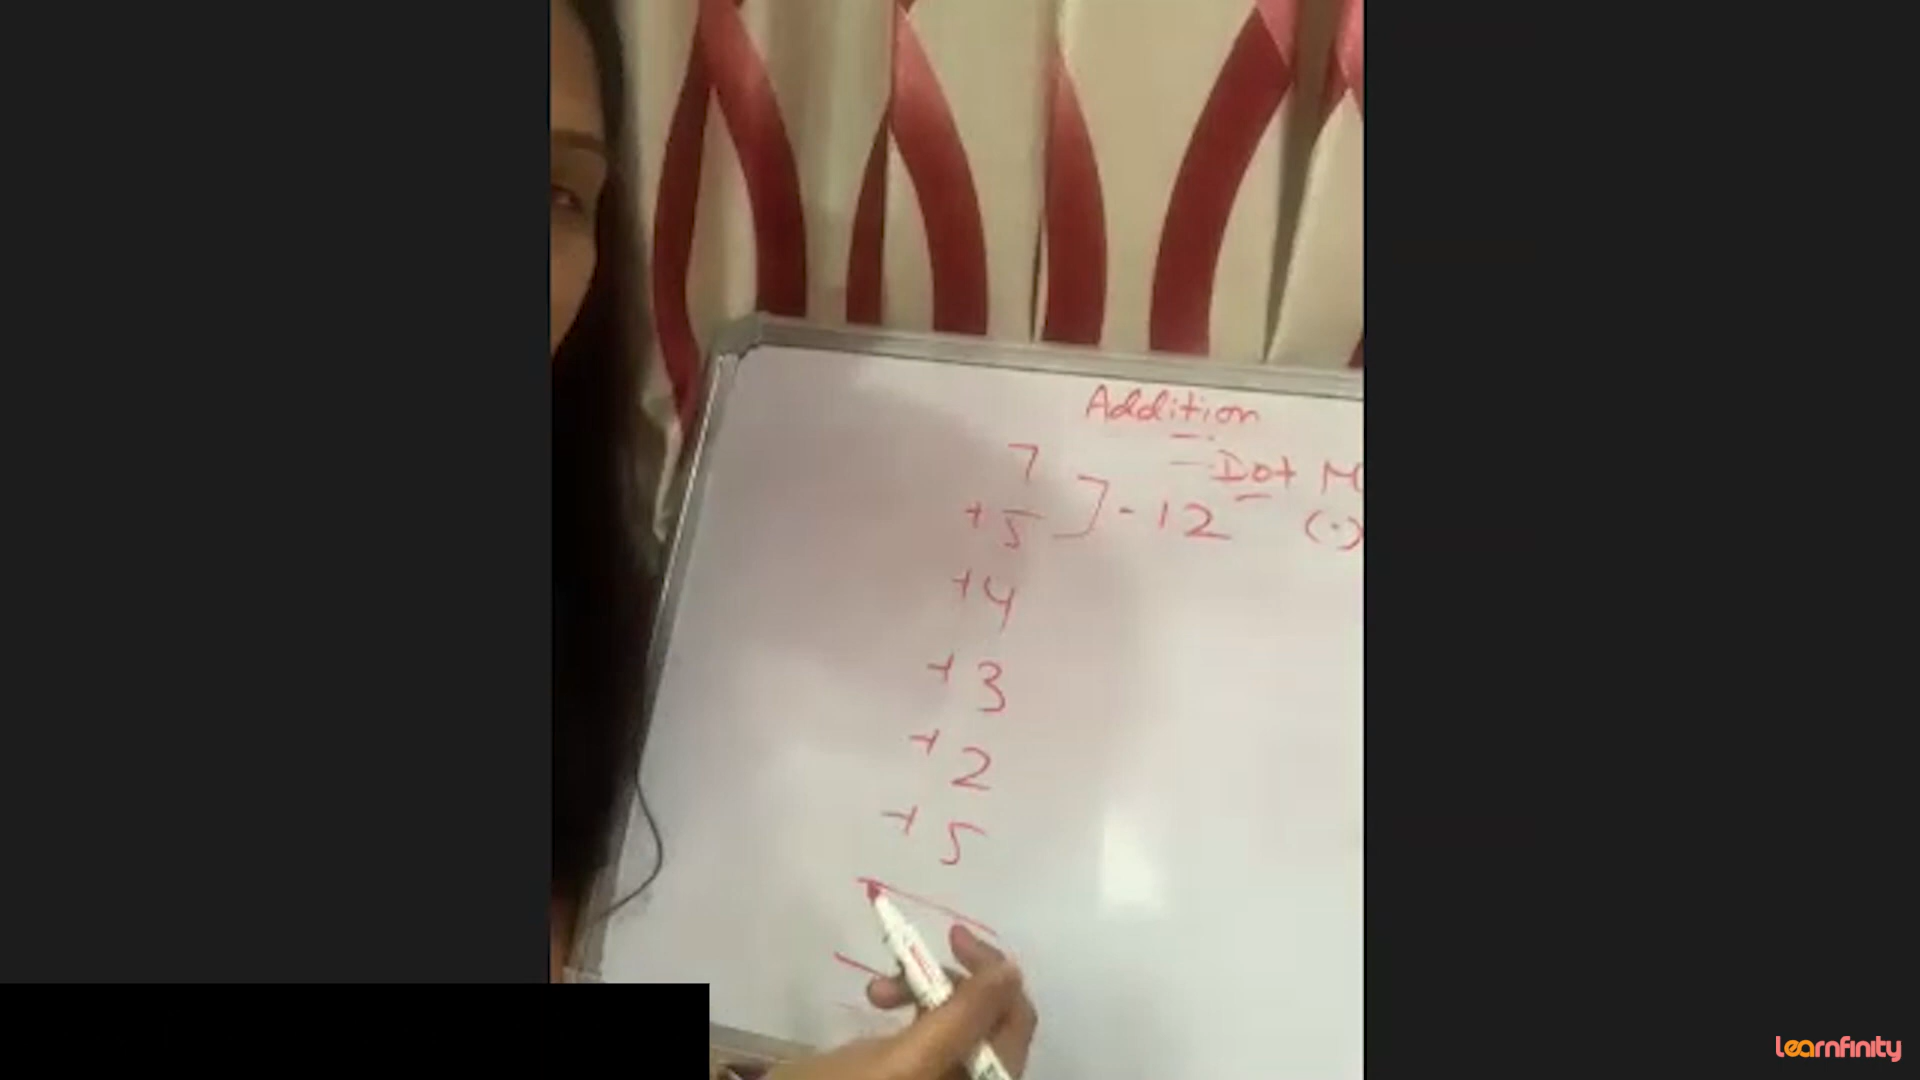 Addition
7
- Dot M
+ 5 ] - 12 (.)
+ 4
+ 3
+ 2
+ 5
learnfinity